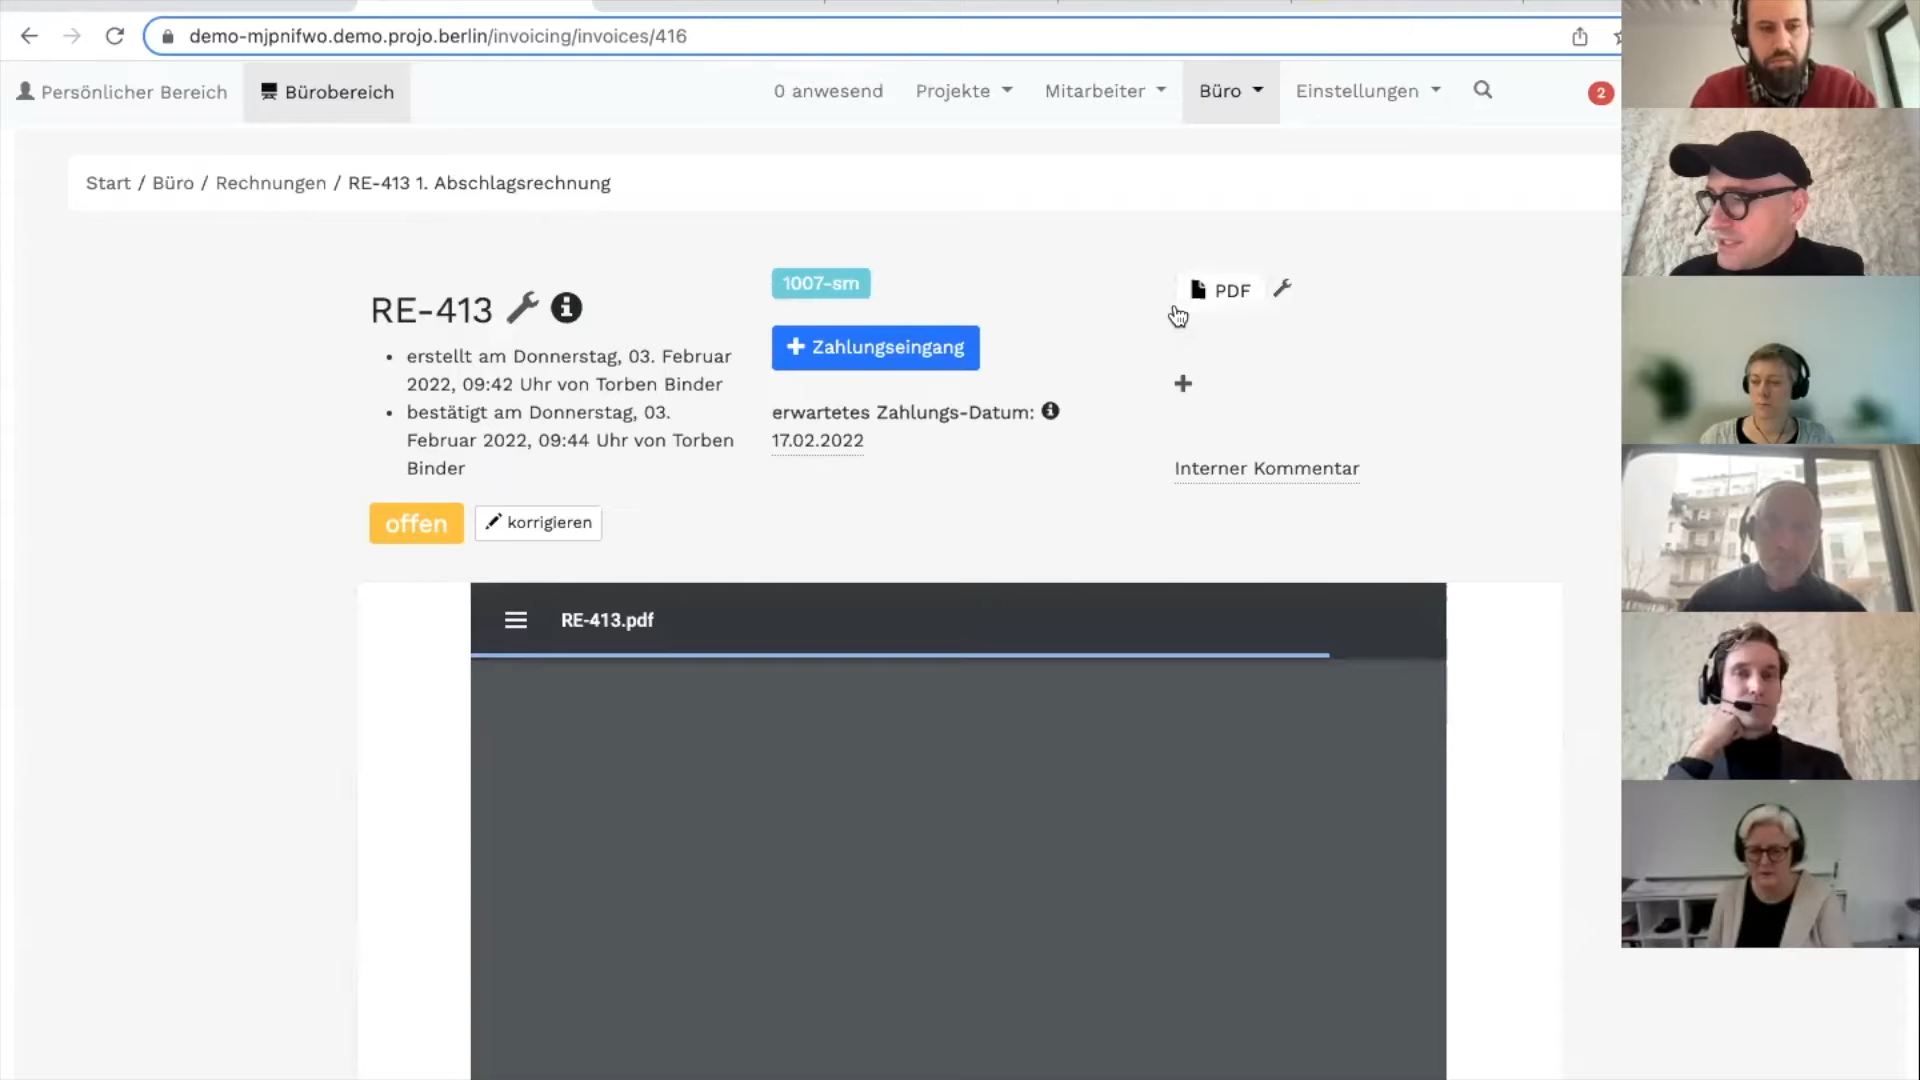 demo-mjpnifwo.demo.projo.berlin/invoicing/invoices/416
Persönlicher Bereich
Bürobereich
0 anwesend
Projekte
Mitarbeiter
Büro
Einstellungen
2
Start / Büro / Rechnungen / RE-413 1. Abschlagsrechnung
RE-413
erstellt am Donnerstag, 03. Februar
2022, 09:42 Uhr von Torben Binder
bestätigt am Donnerstag, 03.
Februar 2022, 09:44 Uhr von Torben
Binder
offen
korrigieren
1007-sm
Zahlungseingang
erwartetes Zahlungs-Datum:
17.02.2022
PDF
Interner Kommentar
RE-413.pdf